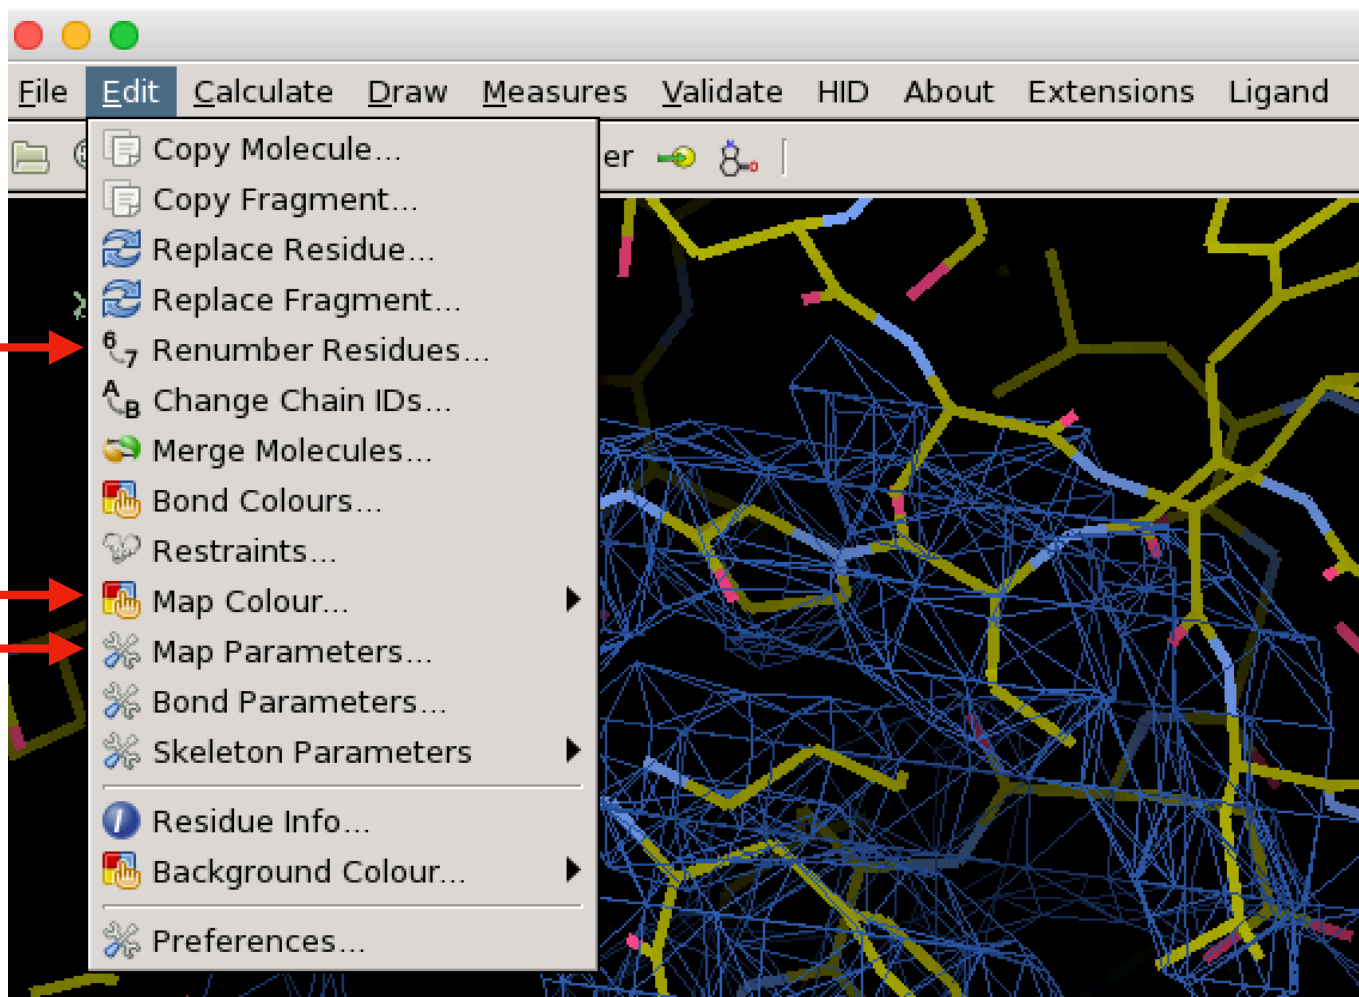 File Edit Calculate Draw Measures Validate HID About Extensions Ligand
er
Copy Molecule...
Copy Fragment...
Replace Residue...
Replace Fragment...
Renumber Residues...
Change Chain IDs...
Merge Molecules...
Bond Colours...
Restraints...
Map Colour...
Map Parameters...
Bond Parameters...
Skeleton Parameters
Residue Info...
Background Colour...
Preferences...